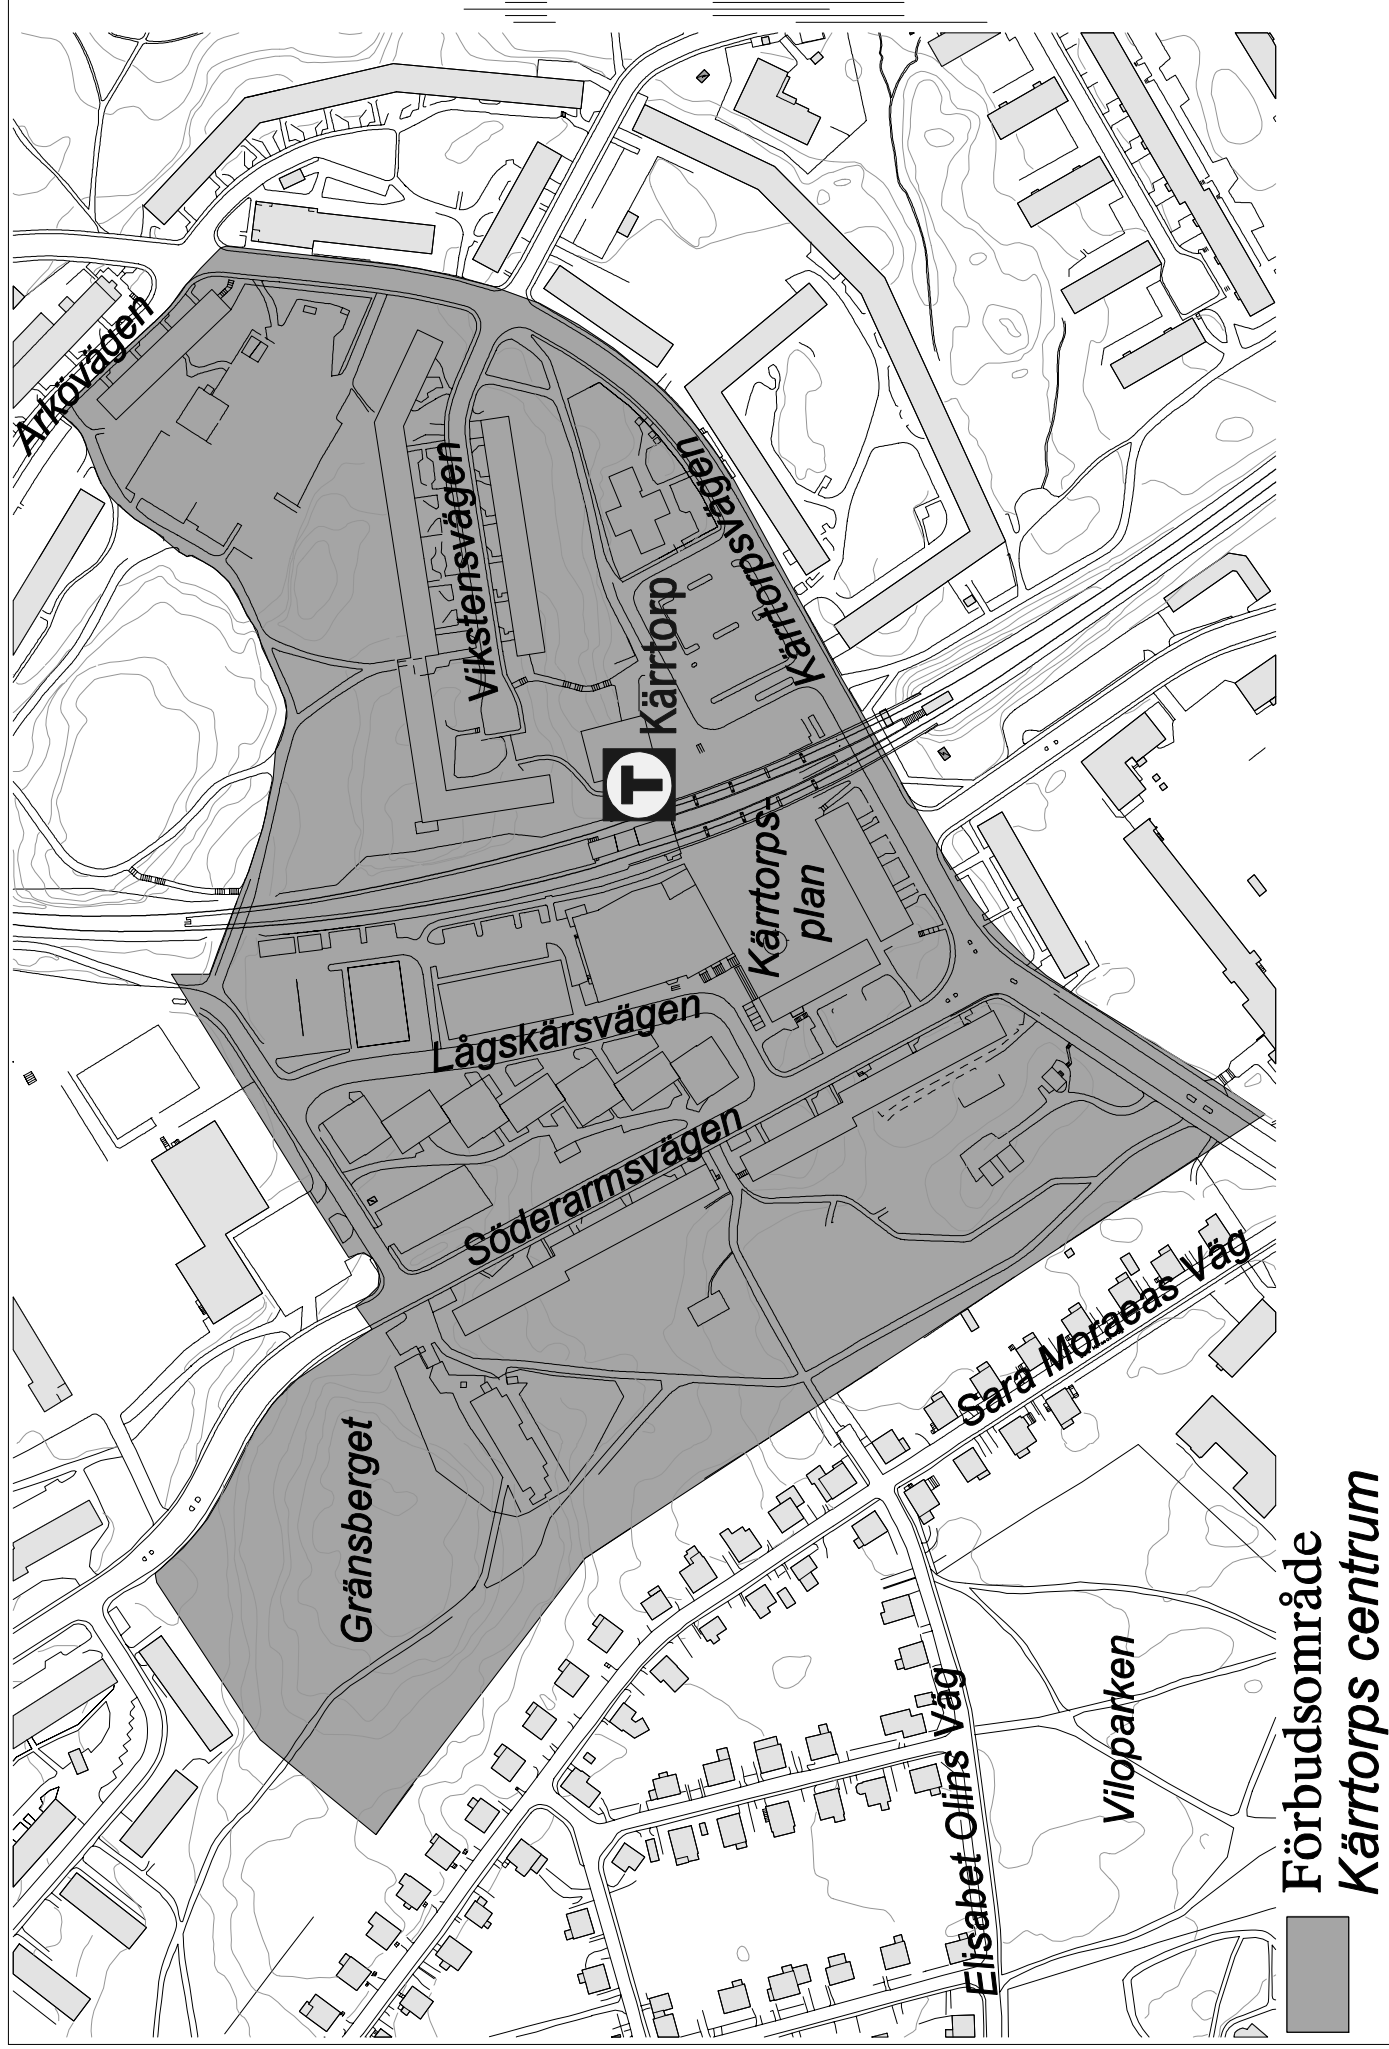 Arkövägen
Vikstensvägen
Kärrtorpsvägen
T Kärrtorp
Kärrtorps-
plan
Lågskärsvägen
Söderarmsvägen
Gränsberget
Sara Moraeas Väg
Elisabet Olins Väg
Viloparken
Förbudsområde
Kärrtorps centrum